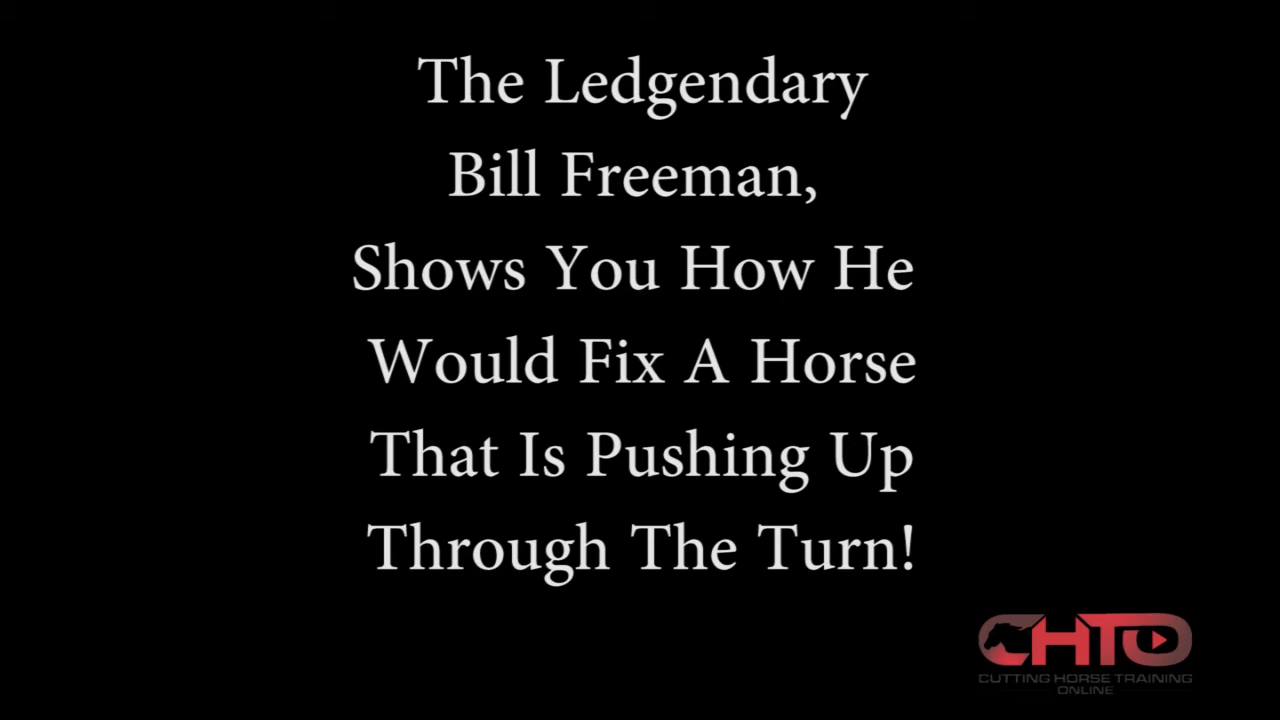 The Ledgendary
Bill Freeman,
Shows You How He
Would Fix A Horse
That Is Pushing Up
Through The Turn!
CHTO
CUTTING HORSE TRAINING
ONLINE